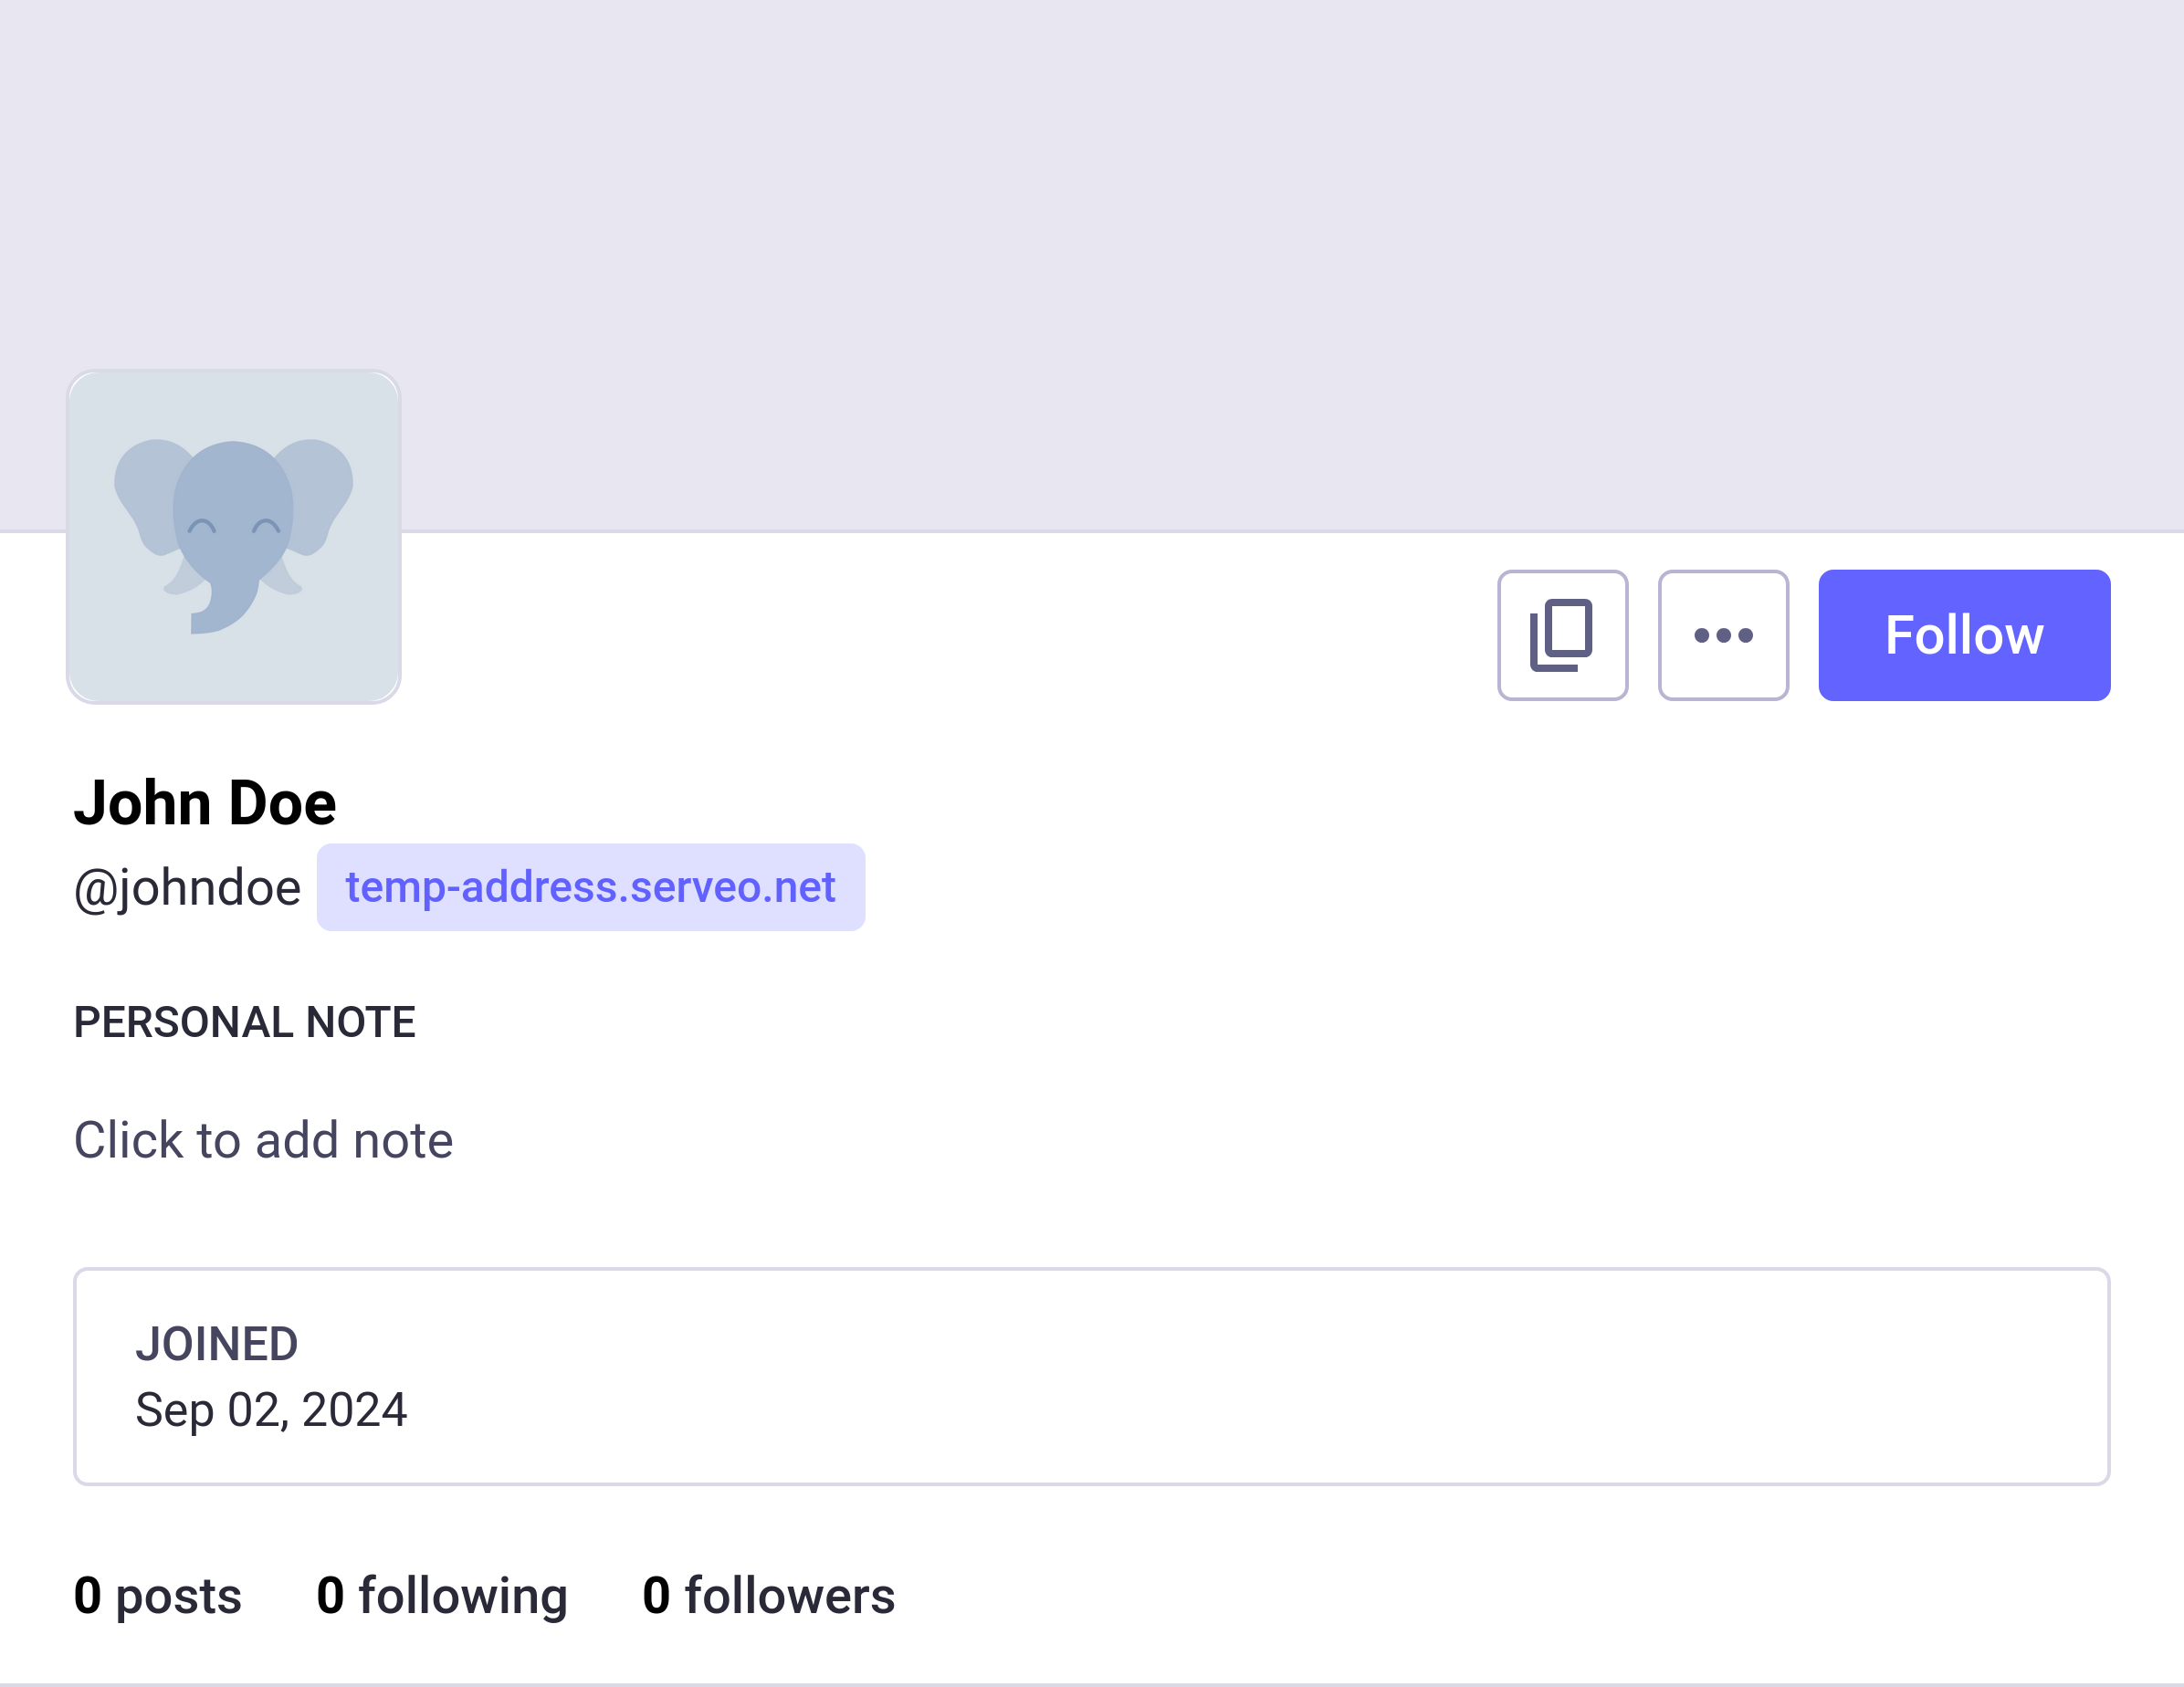 Follow
John Doe
@johndoe temp-address.serveo.net
PERSONAL NOTE
Click to add note
JOINED
Sep 02, 2024
0 posts 0 following 0 followers